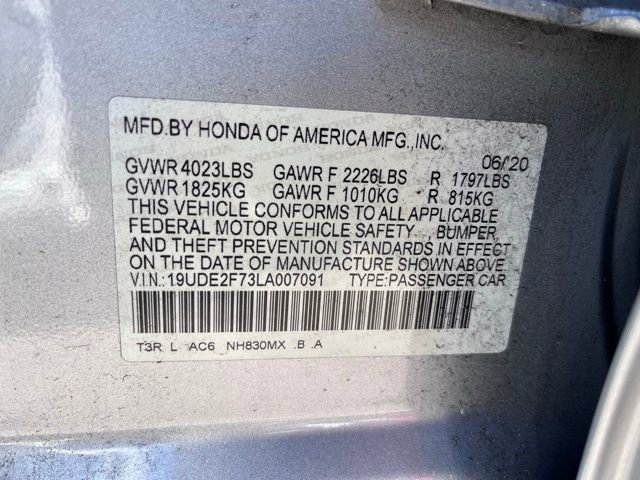 MFD.BY HONDA OF AMERICA MFG.,INC.
06/20
GVWR 4023LBS GAWR F 2226LBS R 1797LBS
GVWR 1825KG GAWR F 1010KG R 815KG
THIS VEHICLE CONFORMS TO ALL APPLICABLE
FEDERAL MOTOR VEHICLE SAFETY , BUMPER,
AND THEFT PREVENTION STANDARDS IN EFFECT
ON THE DATE OF MANUFACTURE SHOWN ABOVE.
V.I.N.:19UDE2F73LA007091 TYPE:PASSENGER CAR
T3R L AC6 NH830MX .B .A